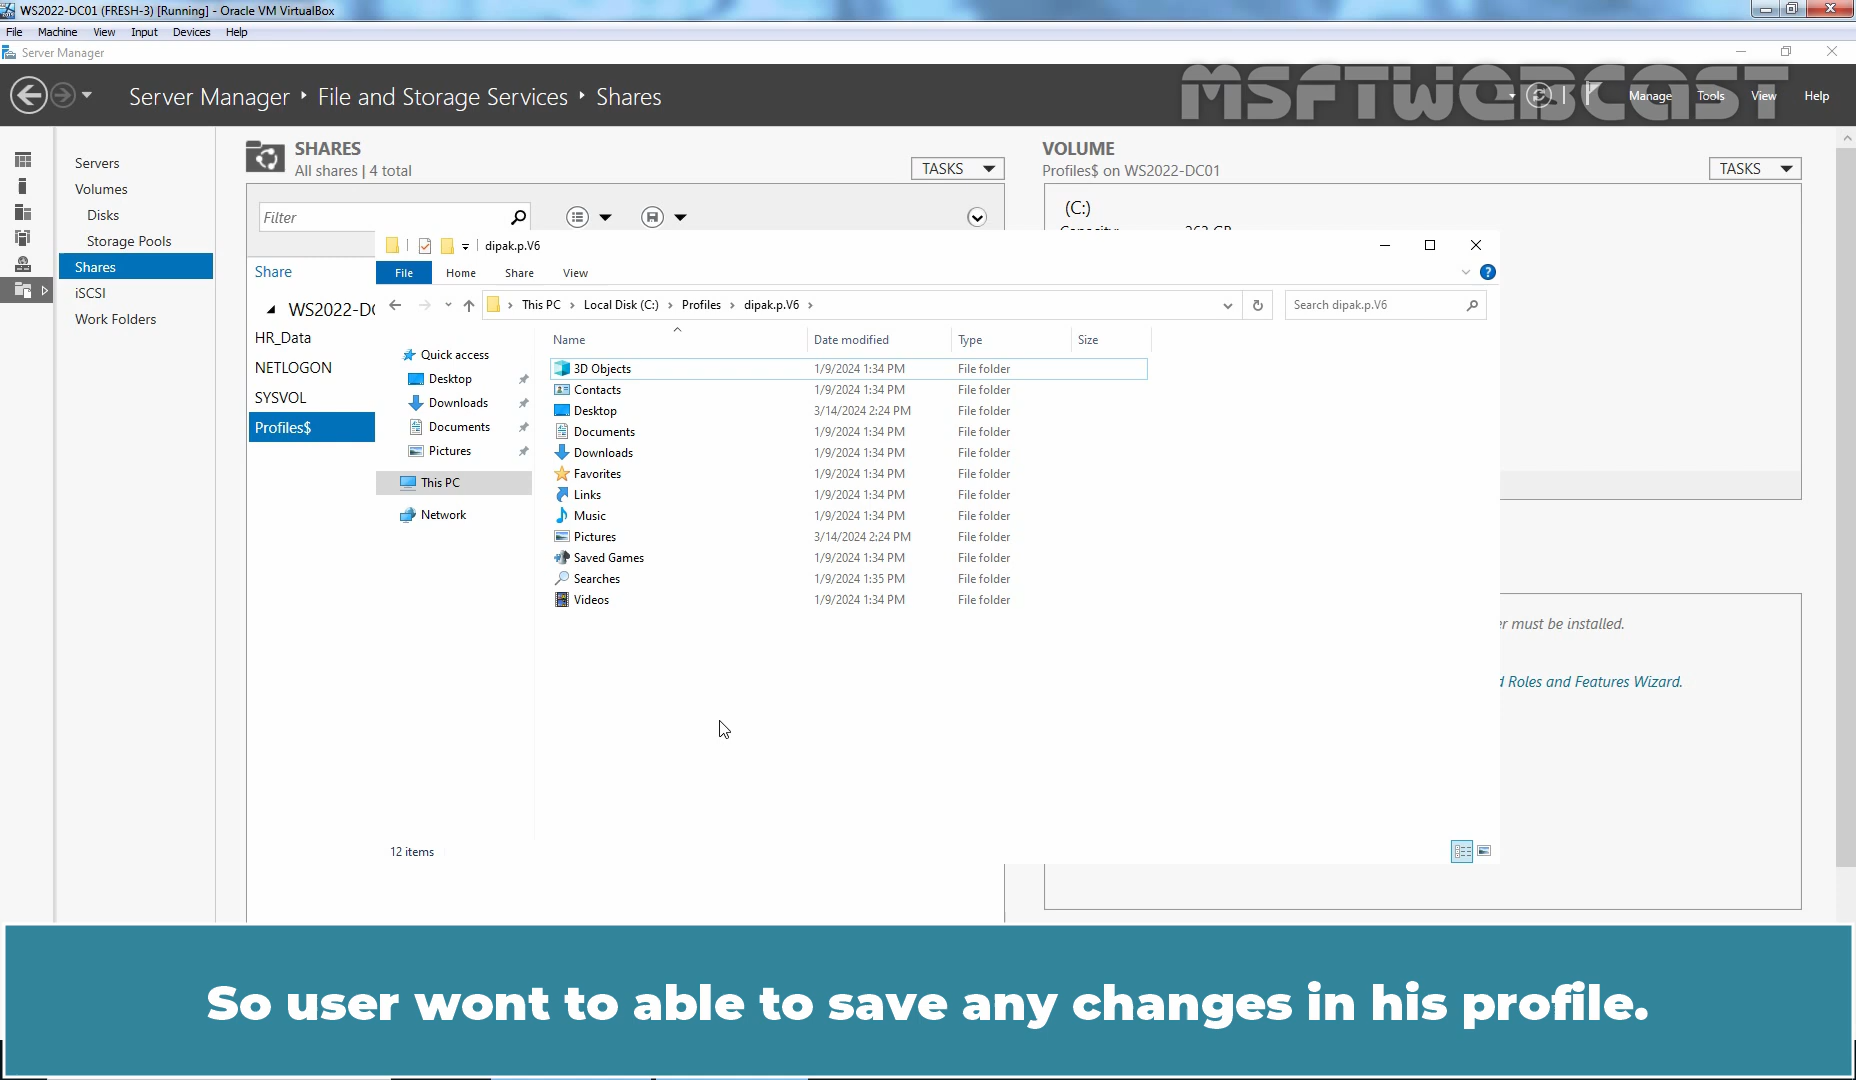 WS2022-DC01 (FRESH-3) [Running] - Oracle VM VirtualBox
File Machine View Input Devices Help
Server Manager
Server Manager File and Storage Services Shares
MSFTWEBCAST
Manage Tools View Help
Servers
Volumes
Disks
Storage Pools
Shares
iSCSI
Work Folders
SHARES
All shares | 4 total
TASKS
Filter
Share
WS2022-DC
HR_Data
NETLOGON
SYSVOL
Profiles$
VOLUME
Profiles$ on WS2022-DC01
TASKS
(C:)
dipak.p.V6
File Home Share View
This PC Local Disk (C:) Profiles dipak.p.V6
Search dipak.p.V6
Quick access
Desktop
Downloads
Documents
Pictures
This PC
Network
Name Date modified Type Size
3D Objects 1/9/2024 1:34 PM File folder
Contacts 1/9/2024 1:34 PM File folder
Desktop 3/14/2024 2:24 PM File folder
Documents 1/9/2024 1:34 PM File folder
Downloads 1/9/2024 1:34 PM File folder
Favorites 1/9/2024 1:34 PM File folder
Links 1/9/2024 1:34 PM File folder
Music 1/9/2024 1:34 PM File folder
Pictures 3/14/2024 2:24 PM File folder
Saved Games 1/9/2024 1:34 PM File folder
Searches 1/9/2024 1:35 PM File folder
Videos 1/9/2024 1:34 PM File folder
12 items
er must be installed.
d Roles and Features Wizard.
So user wont to able to save any changes in his profile.